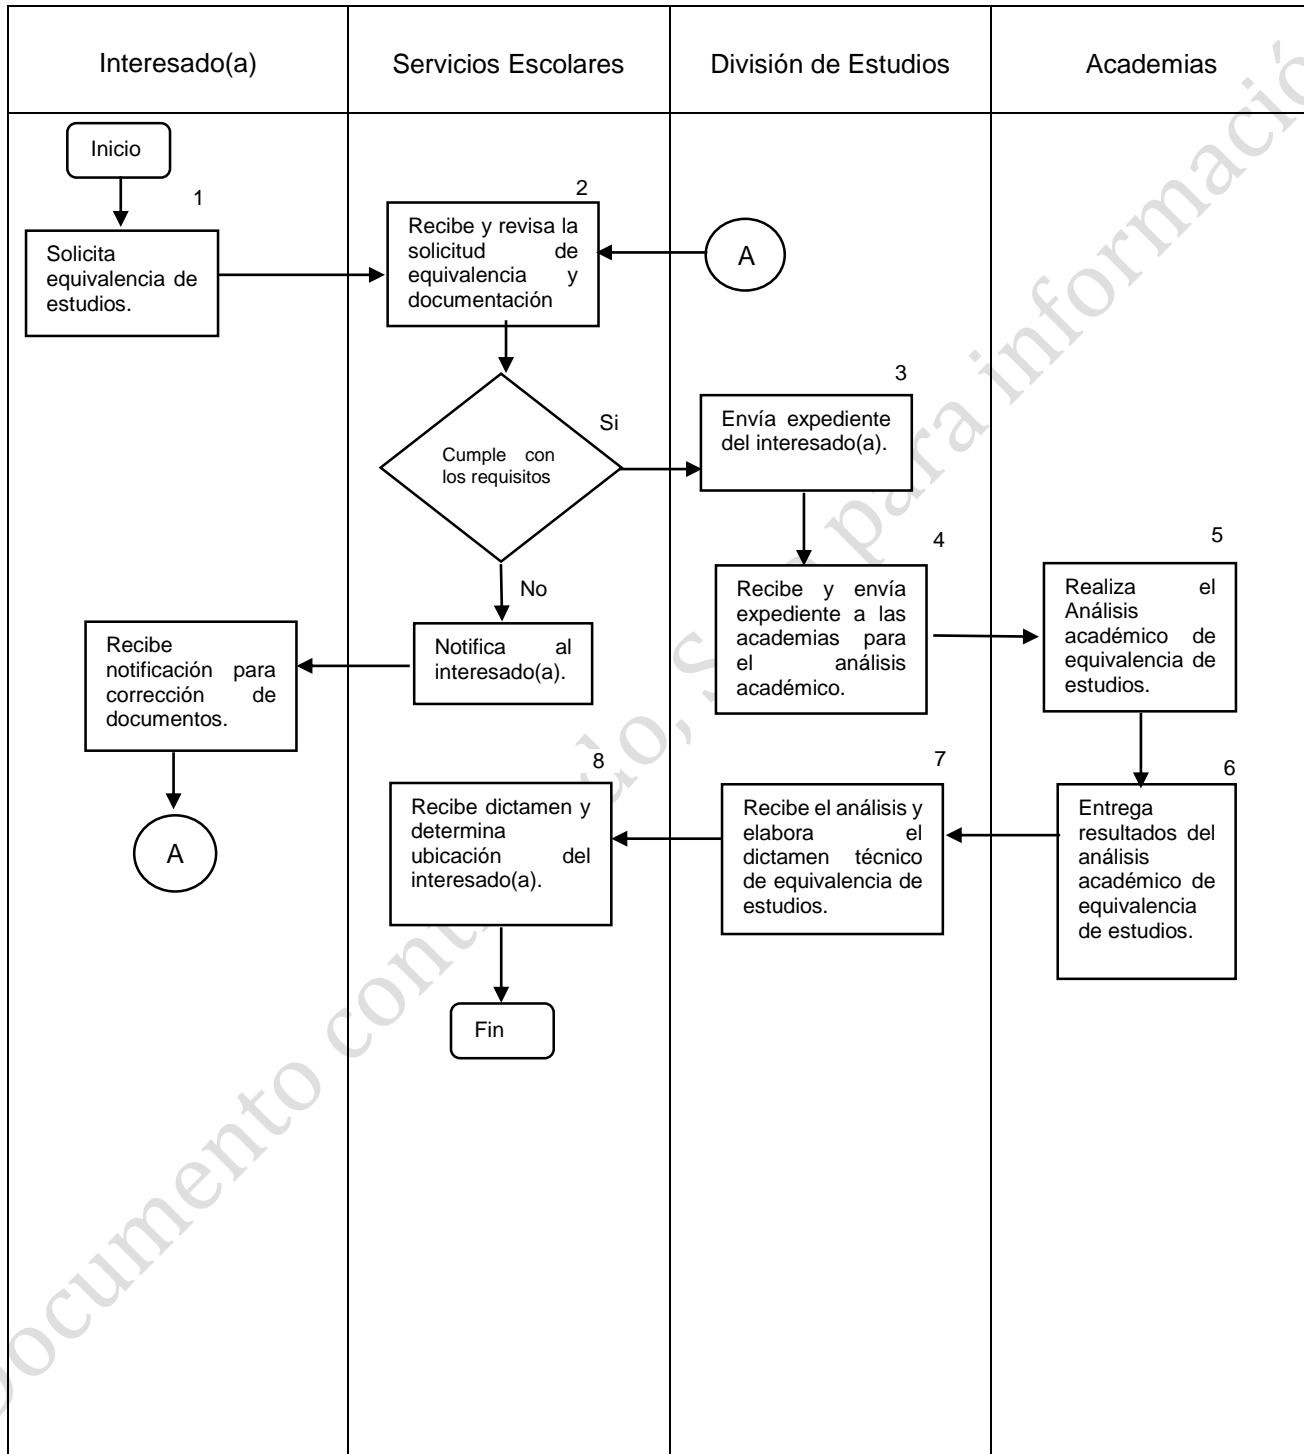 Interesado(a)
Servicios Escolares
División de Estudios
Academias
Inicio
1
Solicita
equivalencia de
estudios.
2
Recibe y revisa la
solicitud de
equivalencia y
documentación
A
Cumple con
los requisitos
Si
No
3
Envía expediente
del interesado(a).
4
Recibe y envía
expediente a las
academias para
el análisis
académico.
5
Realiza el
Análisis
académico de
equivalencia de
estudios.
Notifica al
interesado(a).
Recibe
notificación para
corrección de
documentos.
A
6
Entrega
resultados del
análisis
académico de
equivalencia
de estudios.
7
Recibe el análisis y
elabora el
dictamen técnico
de equivalencia de
estudios.
8
Recibe dictamen y
determina
ubicación del
interesado(a).
Fin
para informació